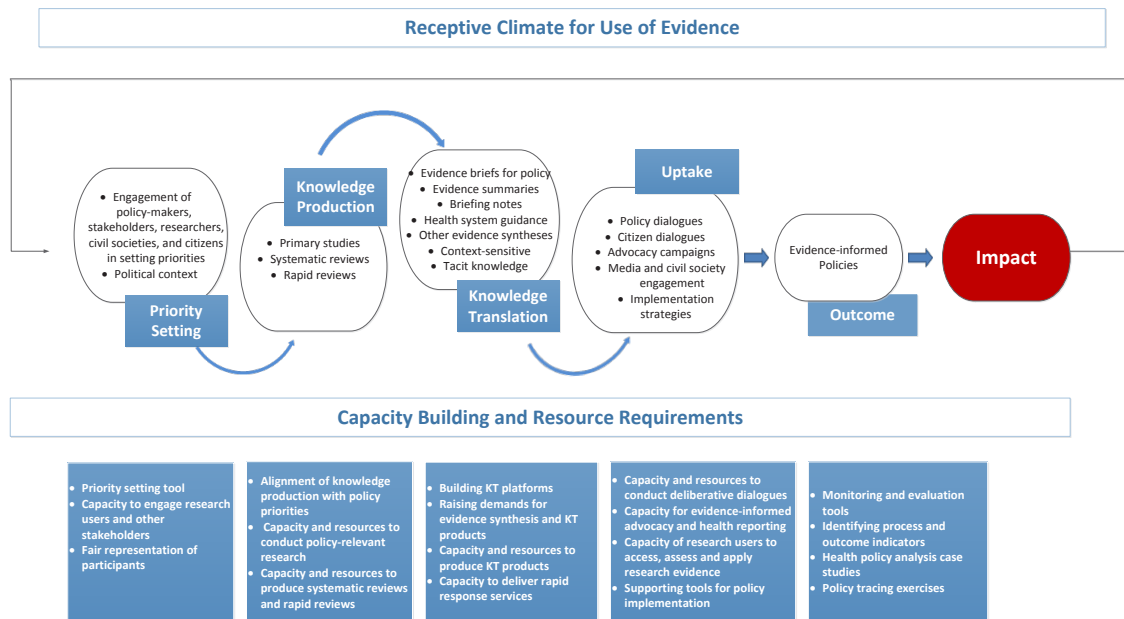 Receptive Climate for Use of Evidence
• Engagement of
policy-makers,
stakeholders, researchers,
civil societies, and citizens
in setting priorities
• Political context
Priority
Setting
Knowledge
Production
• Primary studies
• Systematic reviews
• Rapid reviews
• Evidence briefs for policy
• Evidence summaries
• Briefing notes
• Health system guidance
• Other evidence syntheses
• Context-sensitive
• Tacit knowledge
Knowledge
Translation
Uptake
• Policy dialogues
• Citizen dialogues
• Advocacy campaigns
• Media and civil society
engagement
• Implementation
strategies
Evidence-informed
Policies
Outcome
Impact
Capacity Building and Resource Requirements
• Priority setting tool
• Capacity to engage research
users and other
stakeholders
• Fair representation of
participants
• Alignment of knowledge
production with policy
priorities
• Capacity and resources to
conduct policy-relevant
research
• Capacity and resources to
produce systematic reviews
and rapid reviews
• Building KT platforms
• Raising demands for
evidence synthesis and KT
products
• Capacity and resources to
produce KT products
• Capacity to deliver rapid
response services
• Capacity and resources to
conduct deliberative dialogues
• Capacity for evidence-informed
advocacy and health reporting
• Capacity of research users to
access, assess and apply
research evidence
• Supporting tools for policy
implementation
• Monitoring and evaluation
tools
• Identifying process and
outcome indicators
• Health policy analysis case
studies
• Policy tracing exercises